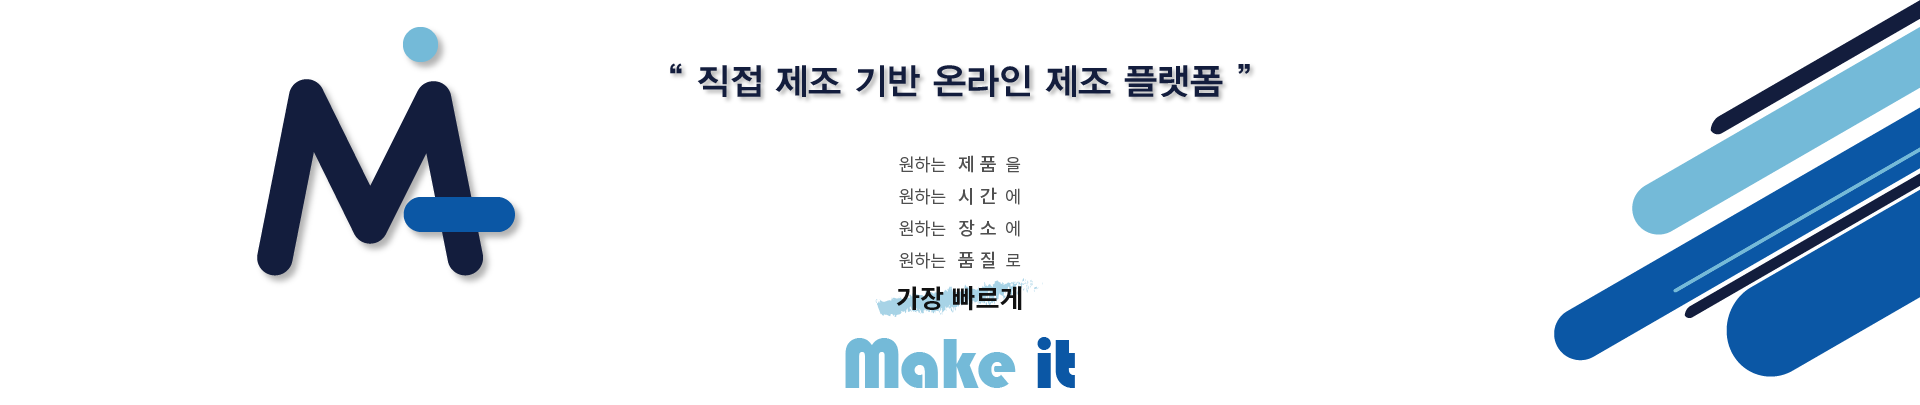 “ 직접 제조 기반 온라인 제조 플랫폼 ”
원하는 제품을
원하는 시간에
원하는 장소에
원하는 품질로
가장 빠르게
Make it